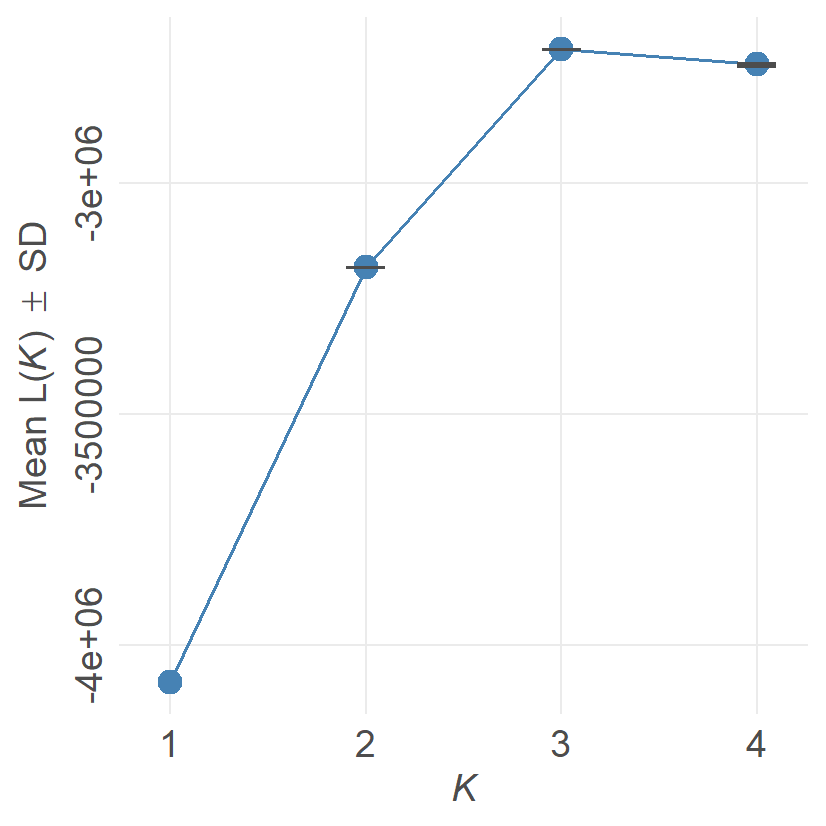 Mean L(K) ± SD
-3e+06
-3500000
-4e+06
1 2 3 4
K